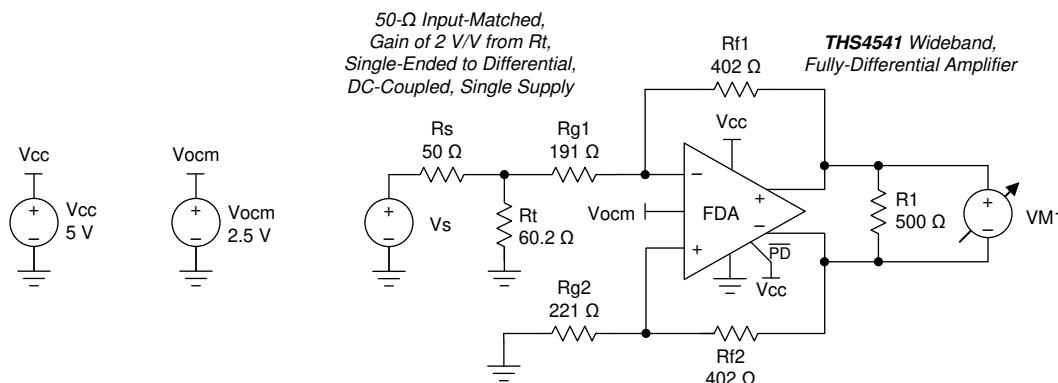 50-Ω Input-Matched,
Gain of 2 V/V from Rt,
Single-Ended to Differential,
DC-Coupled, Single Supply
THS4541 Wideband,
Fully-Differential Amplifier
Rf1
402 Ω
Vcc
Vocm
Rs
50 Ω
Rg1
191 Ω
Vcc
+
−
Vcc
5 V
+
−
Vocm
2.5 V
+
−
Vs
Rt
60.2 Ω
Vocm
−
+
FDA
+
−
PD
Vcc
R1
500 Ω
+
−
VM1
Rg2
221 Ω
Rf2
402 Ω